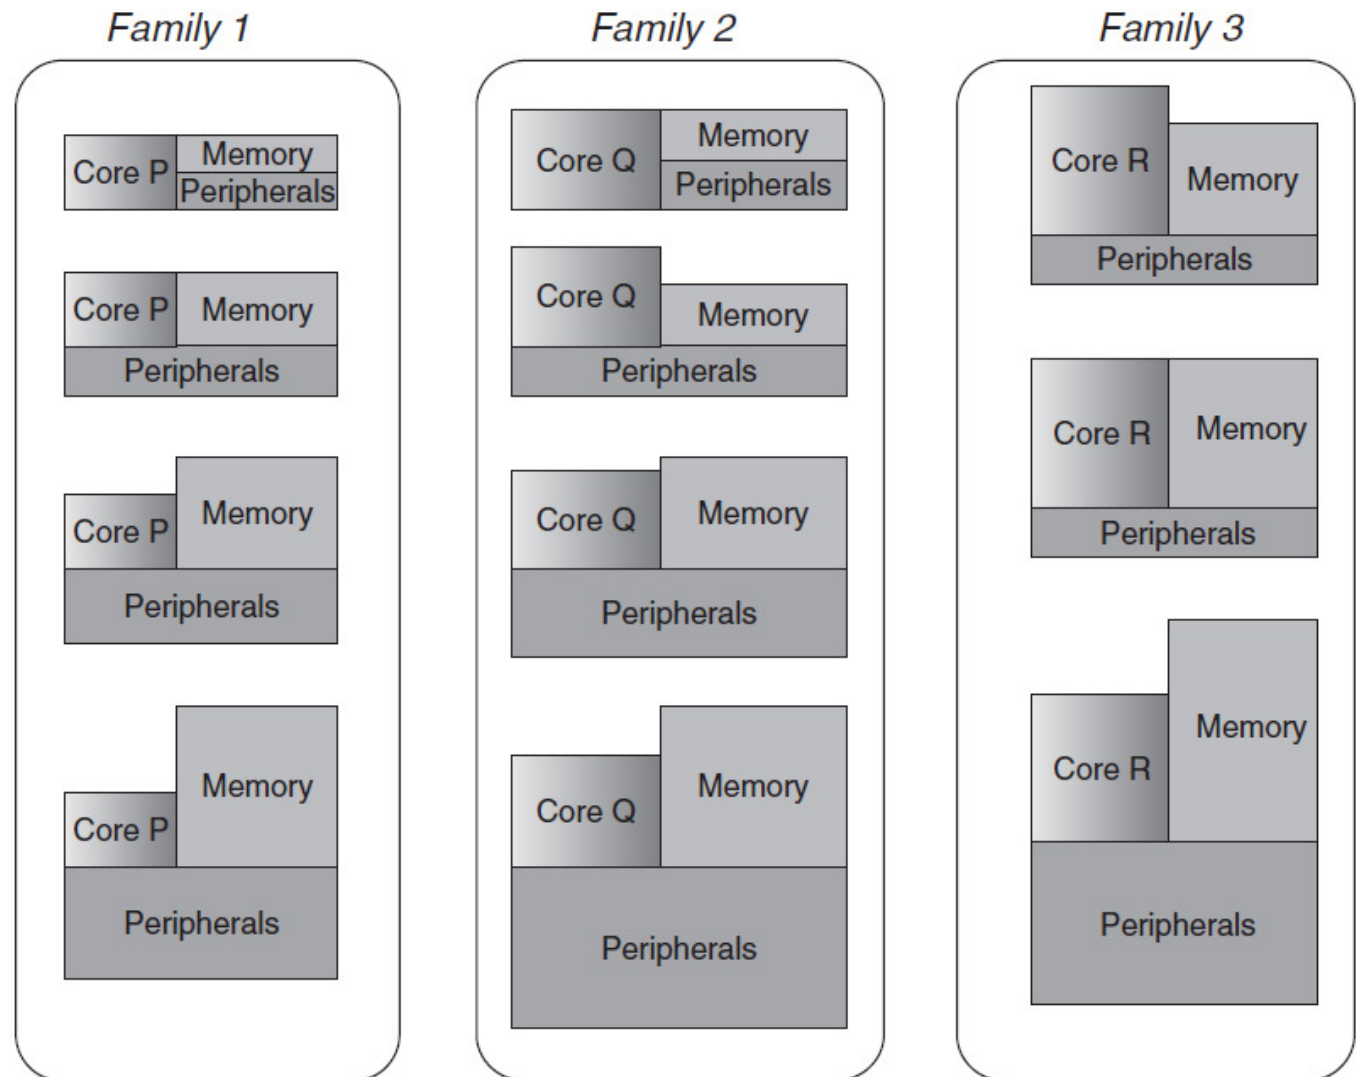 Family 1
Core P
Memory
Peripherals
Core P
Memory
Peripherals
Core P
Memory
Peripherals
Core P
Memory
Peripherals
Family 2
Core Q
Memory
Peripherals
Core Q
Memory
Peripherals
Core Q
Memory
Peripherals
Core Q
Memory
Peripherals
Family 3
Core R
Memory
Peripherals
Core R
Memory
Peripherals
Core R
Memory
Peripherals